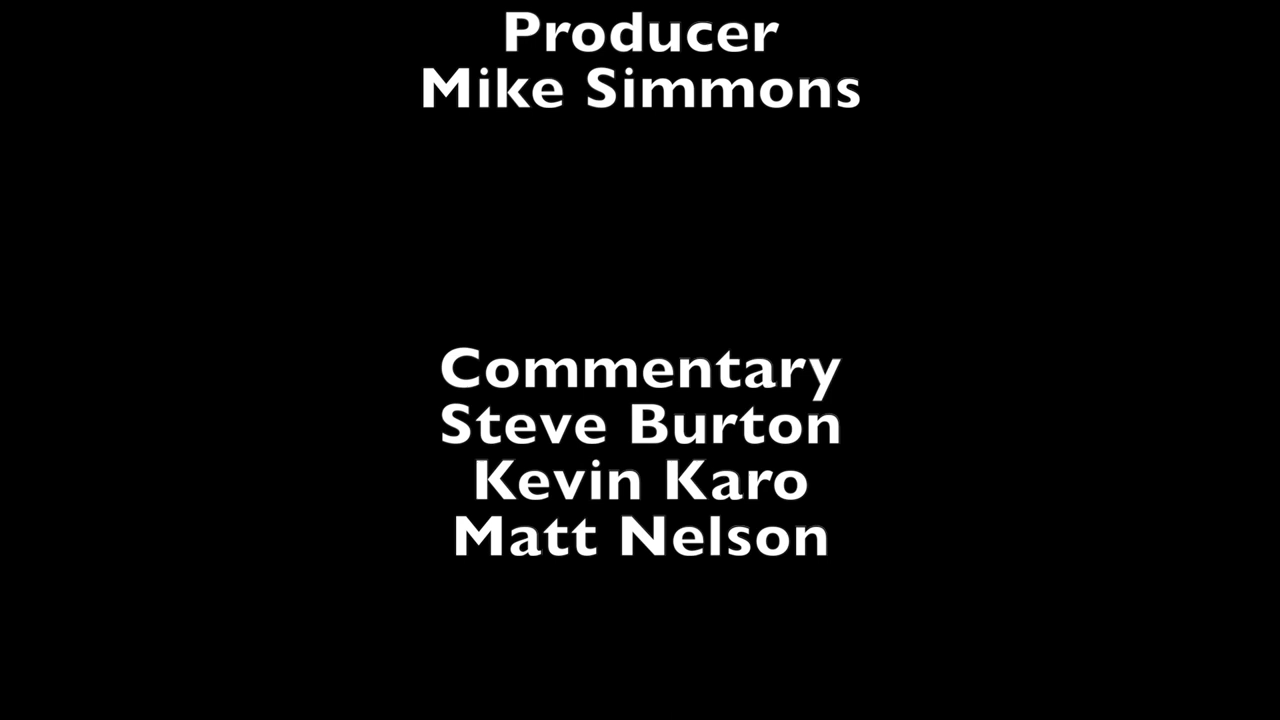 Producer
Mike Simmons
Commentary
Steve Burton
Kevin Karo
Matt Nelson